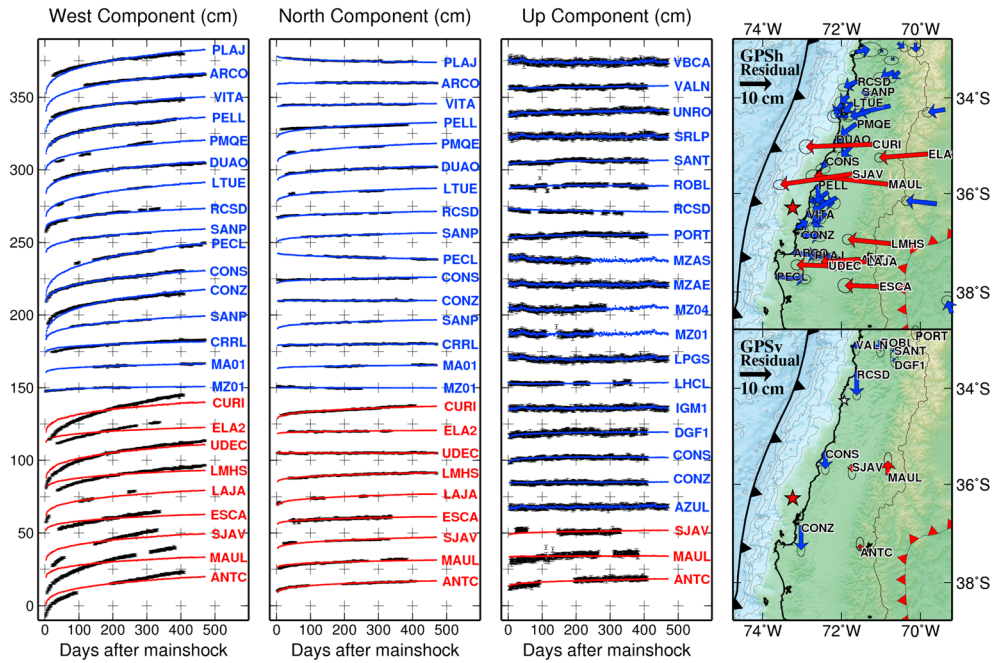 West Component (cm)
PLAJ
ARCO
VITA
PELL
PMQE
DUAO
LTUE
RCSD
SANP
PECL
CONS
CONZ
SANP
CRRL
MA01
MZ01
CURI
ELA2
UDEC
LMHS
LAJA
ESCA
SJAV
MAUL
ANTC
350
300
250
200
150
100
50
0
0 100 200 300 400 500
Days after mainshock
North Component (cm)
PLAJ
ARCO
VITA
PELL
PMQE
DUAO
LTUE
RCSD
SANP
PECL
CONS
CONZ
SANP
CRRL
MA01
MZ01
CURI
ELA2
UDEC
LMHS
LAJA
ESCA
SJAV
MAUL
ANTC
0 100 200 300 400 500
Days after mainshock
Up Component (cm)
VBCA
VALN
UNRO
SRLP
SANT
ROBL
RCSD
PORT
MZAS
MZAE
MZ04
MZ01
LPGS
LHCL
IGM1
DGF1
CONS
CONZ
AZUL
SJAV
MAUL
ANTC
0 100 200 300 400 500 600
Days after mainshock
74°W 72°W 70°W
GPSh
Residual
10 cm
RCSD
SANP
LTUE
PMQE
DUAO
CURI
ELA
CONS
SJAV
MAUL
PELL
VITA
CONZ
LMHS
LAJA
UDEC
ESCA
34°S
36°S
38°S
GPSv
Residual
10 cm
PORT
VALN
SANT
DGF1
RCSD
CONS
SJAV
MAUL
CONZ
ANTC
34°S
36°S
38°S
74°W 72°W 70°W